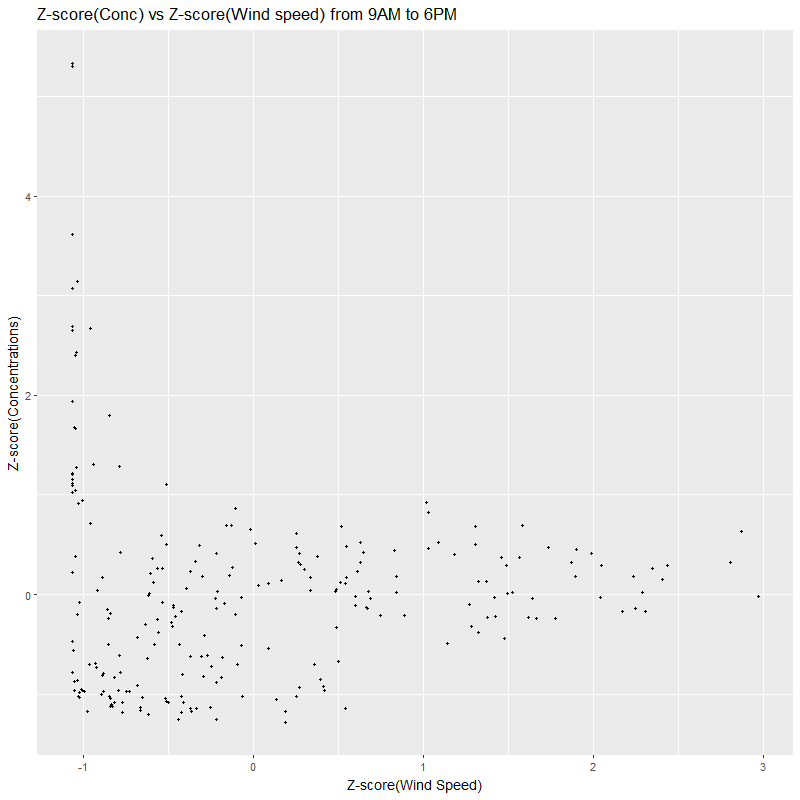 Z-score(Conc) vs Z-score(Wind speed) from 9AM to 6PM
Z-score(Concentrations)
4
2
0
-1
0
1
2
3
Z-score(Wind Speed)